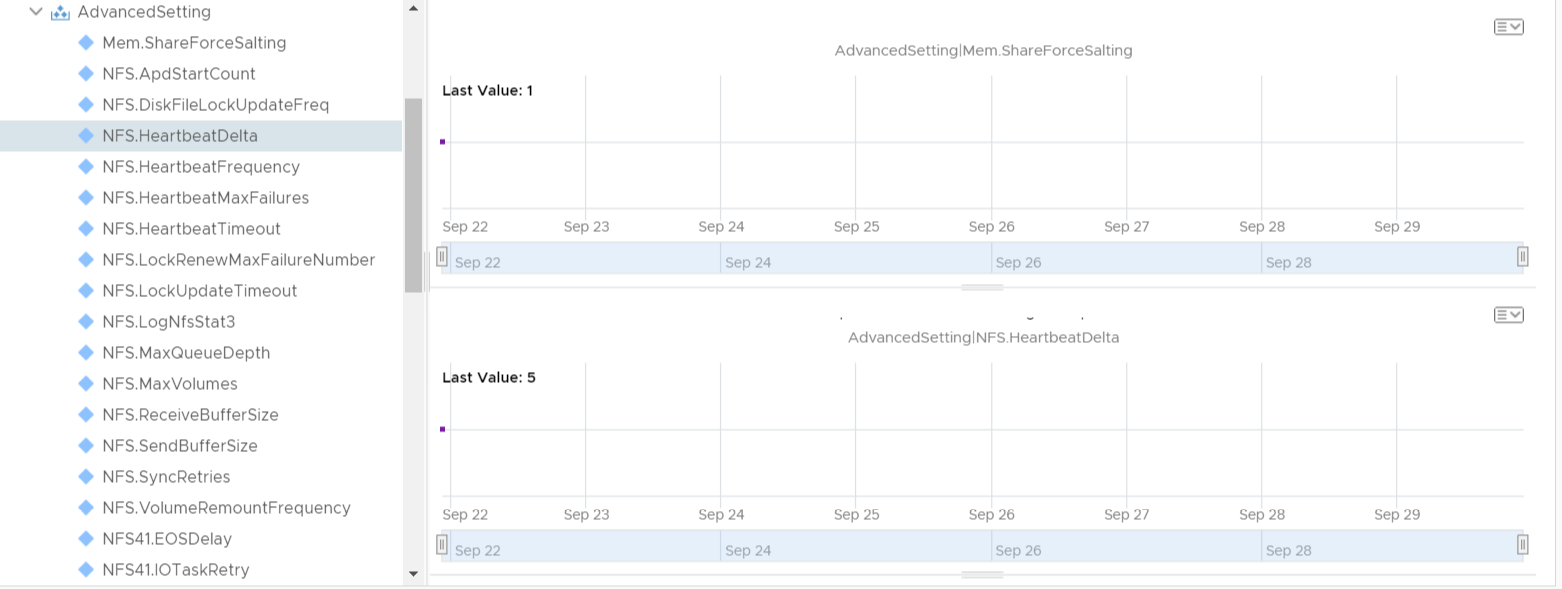 AdvancedSetting
Mem.ShareForceSalting
NFS.ApdStartCount
NFS.DiskFileLockUpdateFreq
NFS.HeartbeatDelta
NFS.HeartbeatFrequency
NFS.HeartbeatMaxFailures
NFS.HeartbeatTimeout
NFS.LockRenewMaxFailureNumber
NFS.LockUpdateTimeout
NFS.LogNfsStat3
NFS.MaxQueueDepth
NFS.MaxVolumes
NFS.ReceiveBufferSize
NFS.SendBufferSize
NFS.SyncRetries
NFS.VolumeRemountFrequency
NFS41.EOSDelay
NFS41.IOTaskRetry
AdvancedSetting|Mem.ShareForceSalting
Last Value: 1
Sep 22 Sep 23 Sep 24 Sep 25 Sep 26 Sep 27 Sep 28 Sep 29
Sep 22 Sep 24 Sep 26 Sep 28
AdvancedSetting|NFS.HeartbeatDelta
Last Value: 5
Sep 22 Sep 23 Sep 24 Sep 25 Sep 26 Sep 27 Sep 28 Sep 29
Sep 22 Sep 24 Sep 26 Sep 28